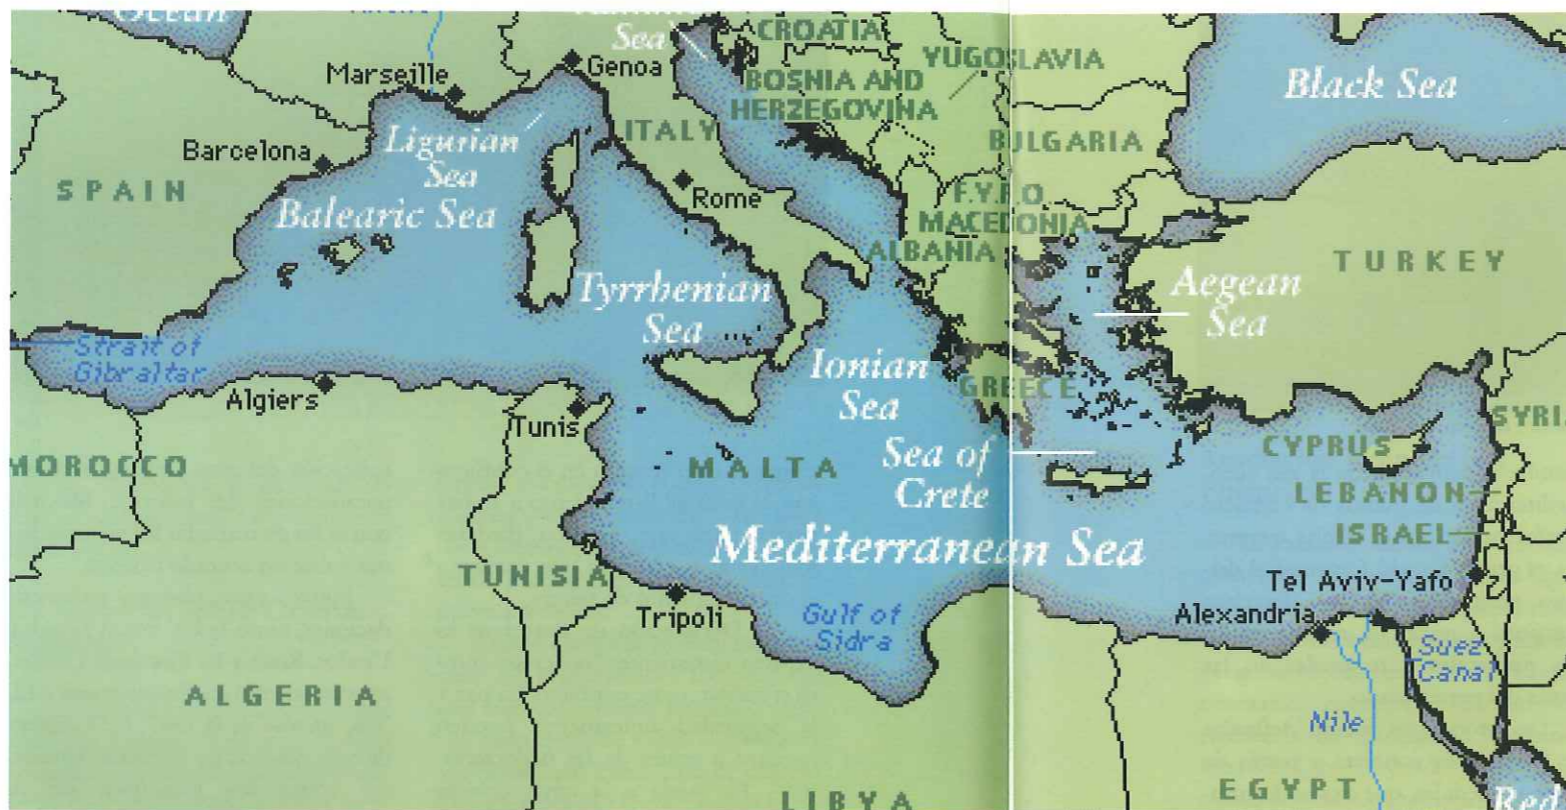 Ocean
Sea
CROATIA
YUGOSLAVIA
Marseille
Genoa
BOSNIA AND
HERZEGOVINA
Black Sea
ITALY
Ligurian
Sea
BULGARIA
Barcelona
SPAIN
Rome
Balearic Sea
F.Y.R.O
MACEDONIA
ALBANIA
TURKEY
Tyrrhenian
Sea
Aegean
Sea
Strait of
Gibraltar
Ionian
Sea
GREECE
Algiers
Tunis
SYRI
CYPRUS
MOROCCO
MALTA
Sea of
Crete
LEBANON
ISRAEL
Mediterranean Sea
TUNISIA
Tel Aviv-Yafo
Alexandria
Tripoli
Gulf of
Sidra
Suez
Canal
ALGERIA
Nile
EGYPT
LIBYA
Red